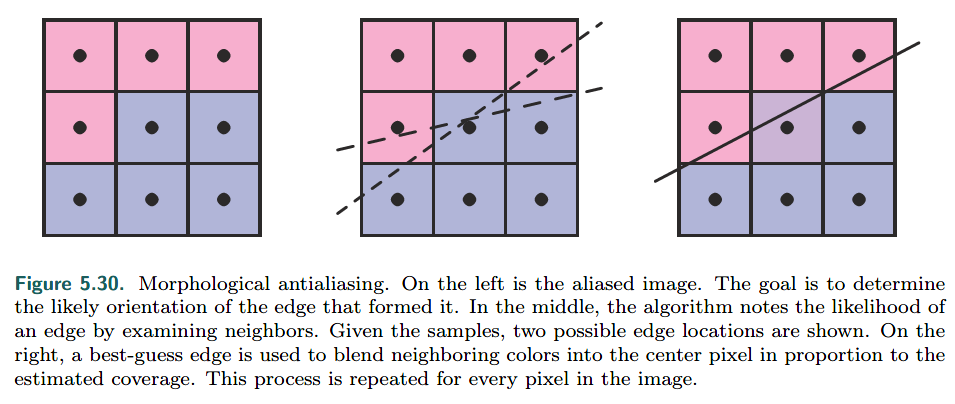 Figure 5.30. Morphological antialiasing. On the left is the aliased image. The goal is to determine
the likely orientation of the edge that formed it. In the middle, the algorithm notes the likelihood of
an edge by examining neighbors. Given the samples, two possible edge locations are shown. On the
right, a best-guess edge is used to blend neighboring colors into the center pixel in proportion to the
estimated coverage. This process is repeated for every pixel in the image.